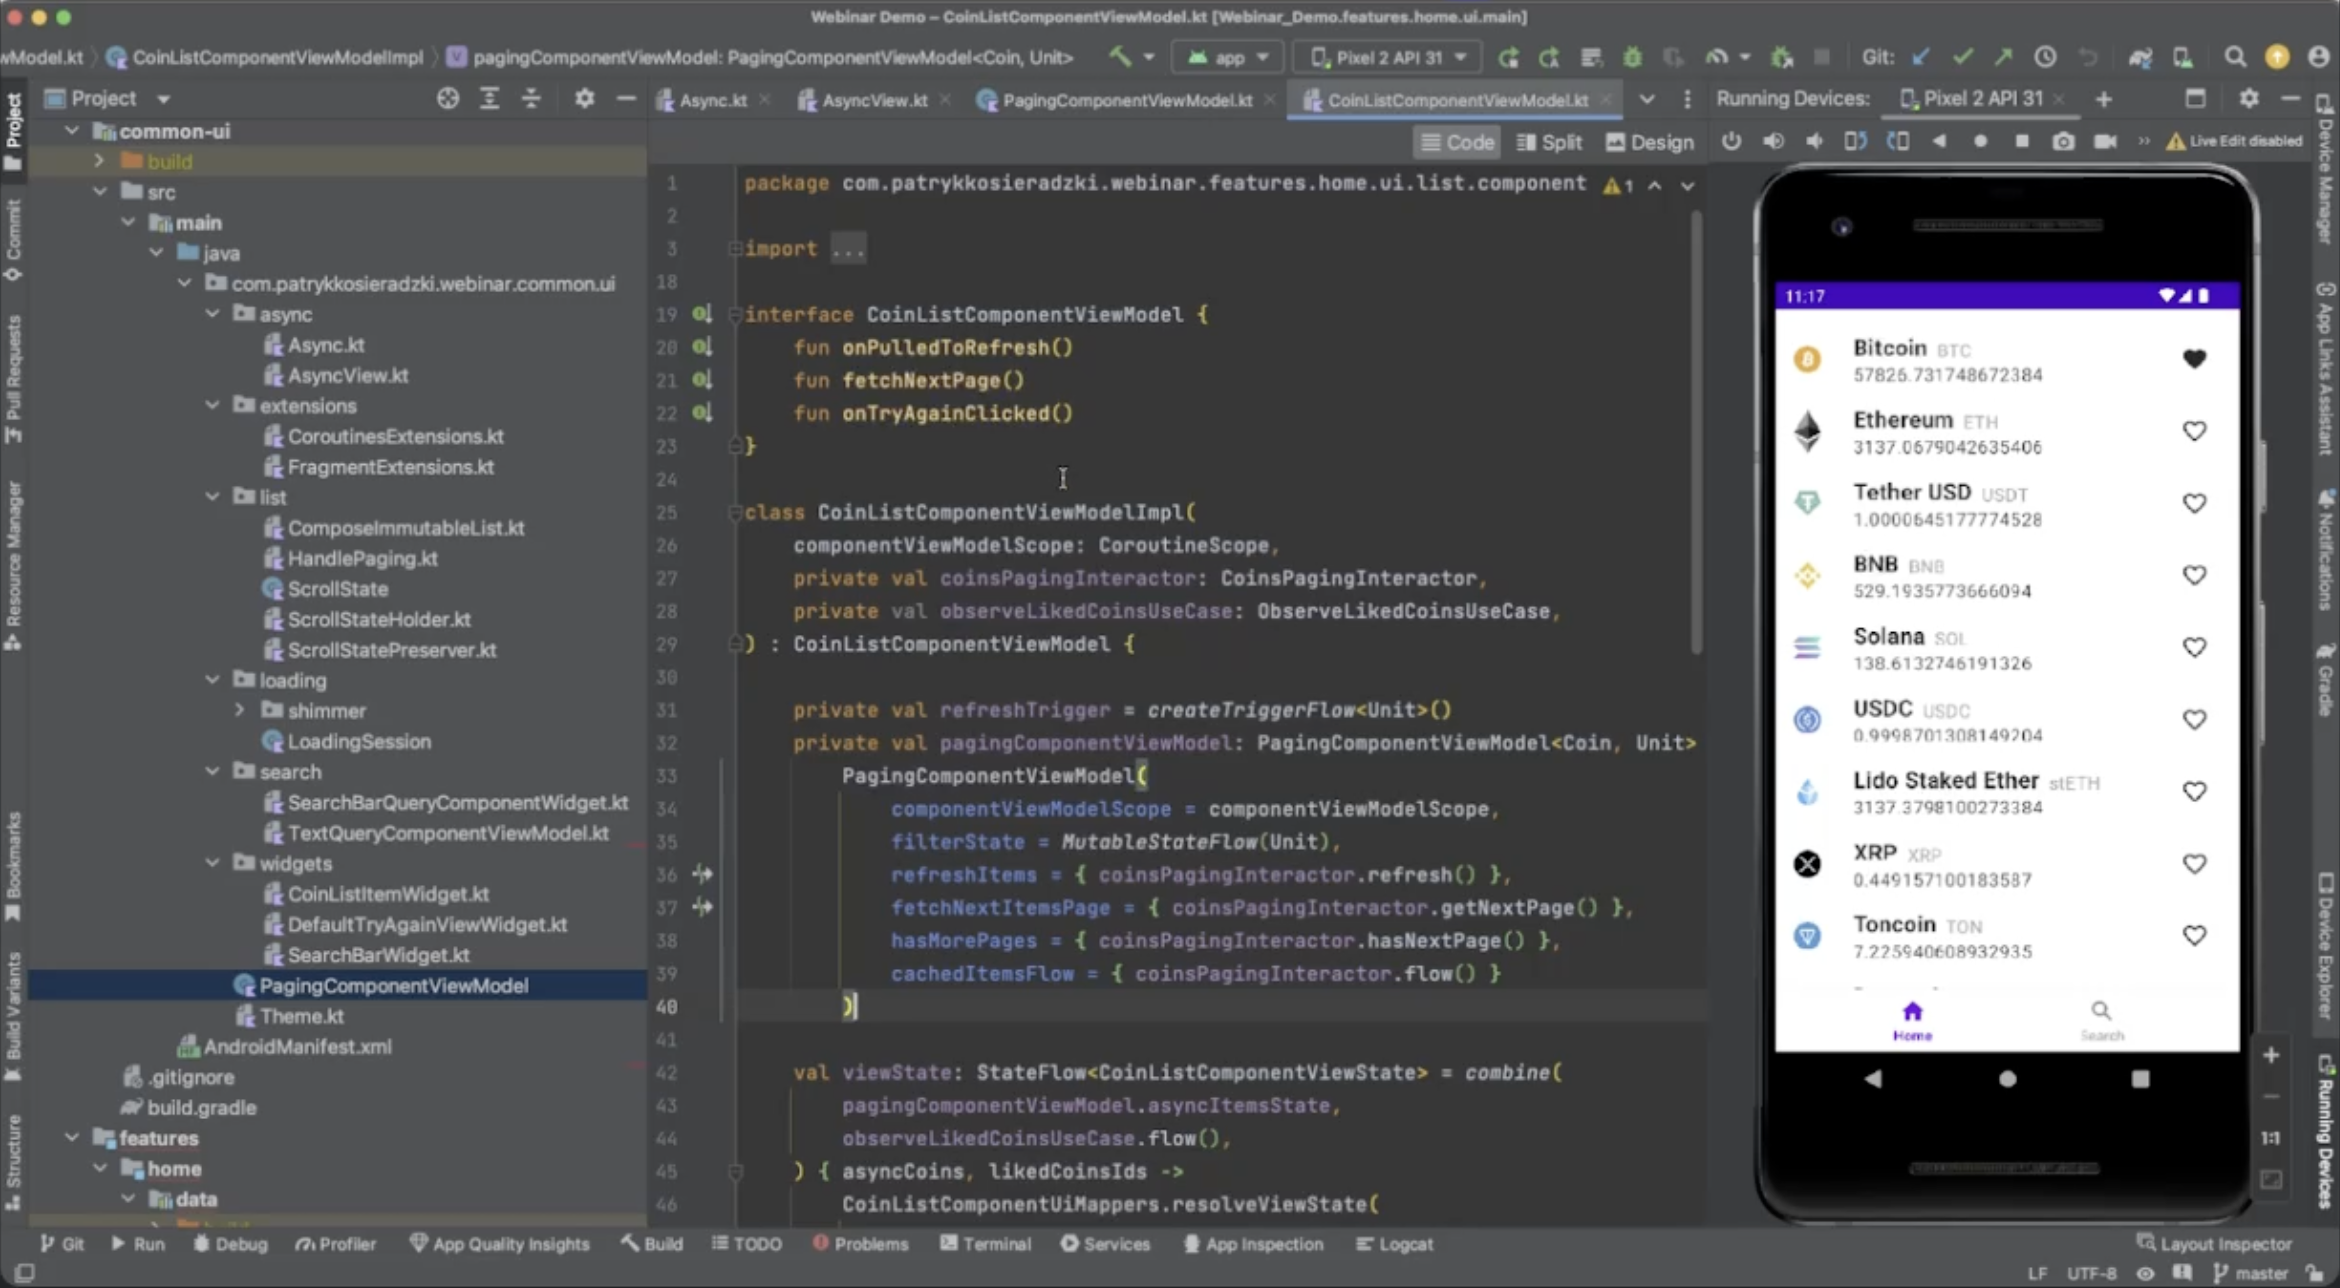 Webinar Demo – CoinListComponentViewModel.kt [Webinar_Demo.features.home.ui.main]
wModel.kt
CoinListComponentViewModelImpl
pagingComponentViewModel: PagingComponentViewModel<Coin, Unit>
app
Pixel 2 API 31
Git:
Project
Async.kt
AsyncView.kt
PagingComponentViewModel.kt
CoinListComponentViewModel.kt
Running Devices:
Pixel 2 API 31
Code
Split
Design
Live Edit disabled
Project
Commit
Pull Requests
Resource Manager
Bookmarks
Build Variants
Structure
common-ui
build
src
main
java
com.patrykkosieradzki.webinar.common.ui
async
Async.kt
AsyncView.kt
extensions
CoroutinesExtensions.kt
FragmentExtensions.kt
list
ComposeImmutableList.kt
HandlePaging.kt
ScrollState
ScrollStateHolder.kt
ScrollStatePreserver.kt
loading
shimmer
LoadingSession
search
SearchBarQueryComponentWidget.kt
TextQueryComponentViewModel.kt
widgets
CoinListItemWidget.kt
DefaultTryAgainViewWidget.kt
SearchBarWidget.kt
PagingComponentViewModel
Theme.kt
AndroidManifest.xml
.gitignore
build.gradle
features
home
data
1 package com.patrykkosieradzki.webinar.features.home.ui.list.component
1
2
3 import ...
18
19 interface CoinListComponentViewModel {
20 fun onPulledToRefresh()
21 fun fetchNextPage()
22 fun onTryAgainClicked()
23 }
24
25 class CoinListComponentViewModelImpl(
26 componentViewModelScope: CoroutineScope,
27 private val coinsPagingInteractor: CoinsPagingInteractor,
28 private val observeLikedCoinsUseCase: ObserveLikedCoinsUseCase,
29 ) : CoinListComponentViewModel {
30
31 private val refreshTrigger = createTriggerFlow<Unit>()
32 private val pagingComponentViewModel: PagingComponentViewModel<Coin, Unit>
33 PagingComponentViewModel(
34 componentViewModelScope = componentViewModelScope,
35 filterState = MutableStateFlow(Unit),
36 refreshItems = { coinsPagingInteractor.refresh() },
37 fetchNextItemsPage = { coinsPagingInteractor.getNextPage() },
38 hasMorePages = { coinsPagingInteractor.hasNextPage() },
39 cachedItemsFlow = { coinsPagingInteractor.flow() }
40 )
41
42 val viewState: StateFlow<CoinListComponentViewState> = combine(
43 pagingComponentViewModel.asyncItemsState,
44 observeLikedCoinsUseCase.flow(),
45 ) { asyncCoins, likedCoinsIds ->
46 CoinListComponentUiMappers.resolveViewState(
11:17
Bitcoin BTC
57826.731748672384
Ethereum ETH
3137.0679042635406
Tether USD USDT
1.0000645177774528
BNB BNB
529.1935773666094
Solana SOL
138.6132746191326
USDC USDC
0.9998701308149204
Lido Staked Ether stETH
3137.3798100273384
XRP XRP
0.449157100183587
Toncoin TON
7.225940608932935
Home
Search
1:1
Device Manager
App Links Assistant
Notifications
Gradle
Device Explorer
Running Devices
Git
Run
Debug
Profiler
App Quality Insights
Build
TODO
Problems
Terminal
Services
App Inspection
Logcat
Layout Inspector
LF
UTF-8
master